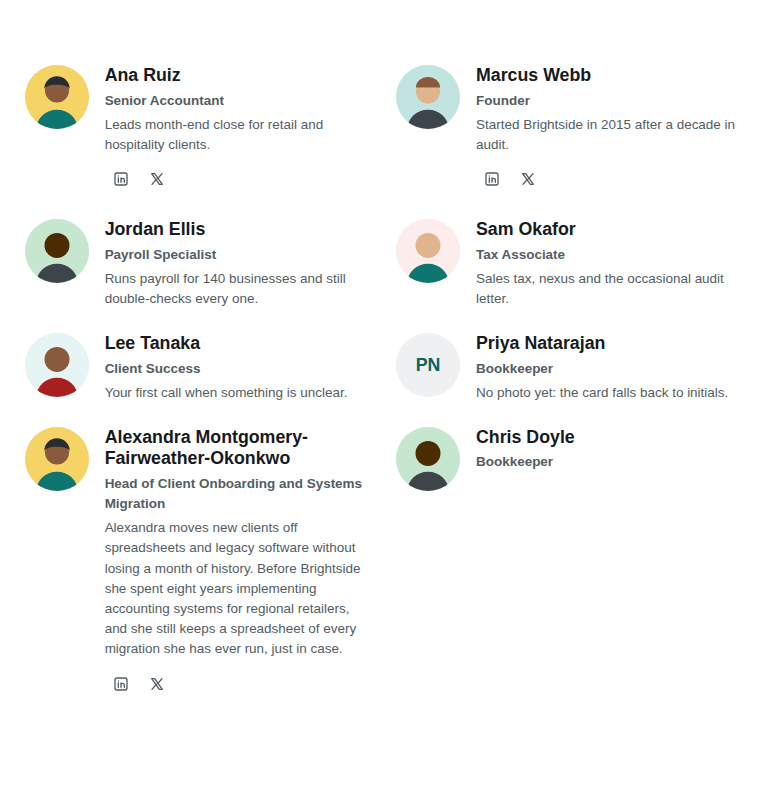 Ana Ruiz
Senior Accountant
Leads month-end close for retail and
hospitality clients.
Marcus Webb
Founder
Started Brightside in 2015 after a decade in
audit.
Jordan Ellis
Payroll Specialist
Runs payroll for 140 businesses and still
double-checks every one.
Sam Okafor
Tax Associate
Sales tax, nexus and the occasional audit
letter.
Lee Tanaka
Client Success
Your first call when something is unclear.
PN
Priya Natarajan
Bookkeeper
No photo yet: the card falls back to initials.
Alexandra Montgomery-
Fairweather-Okonkwo
Head of Client Onboarding and Systems
Migration
Alexandra moves new clients off
spreadsheets and legacy software without
losing a month of history. Before Brightside
she spent eight years implementing
accounting systems for regional retailers,
and she still keeps a spreadsheet of every
migration she has ever run, just in case.
Chris Doyle
Bookkeeper